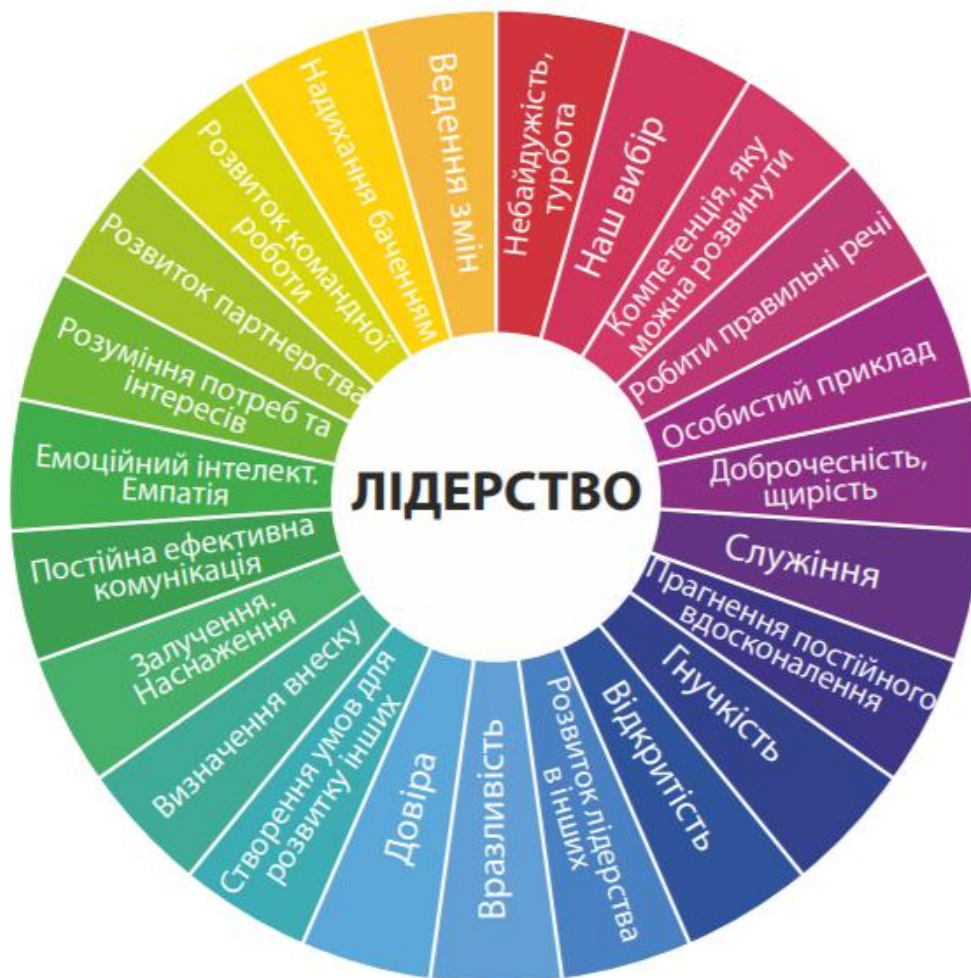 Небайдужість,
турбота
Наш вибір
Компетенція, яку
можна розвинути
Робити правильні речі
Особистий приклад
Доброчесність,
щирість
Служіння
Прагнення постійного
вдосконалення
Гнучкість
Відкритість
Розвиток лідерства
в інших
Вразливість
Довіра
Створення умов для
розвитку інших
Визначення внеску
Залучення.
Наснаження
Постійна ефективна
комунікація
Емоційний інтелект.
Емпатія
Розуміння потреб та
інтересів
Розвиток партнерства
Розвиток командної
роботи
Надихання баченням
Ведення змін
ЛІДЕРСТВО